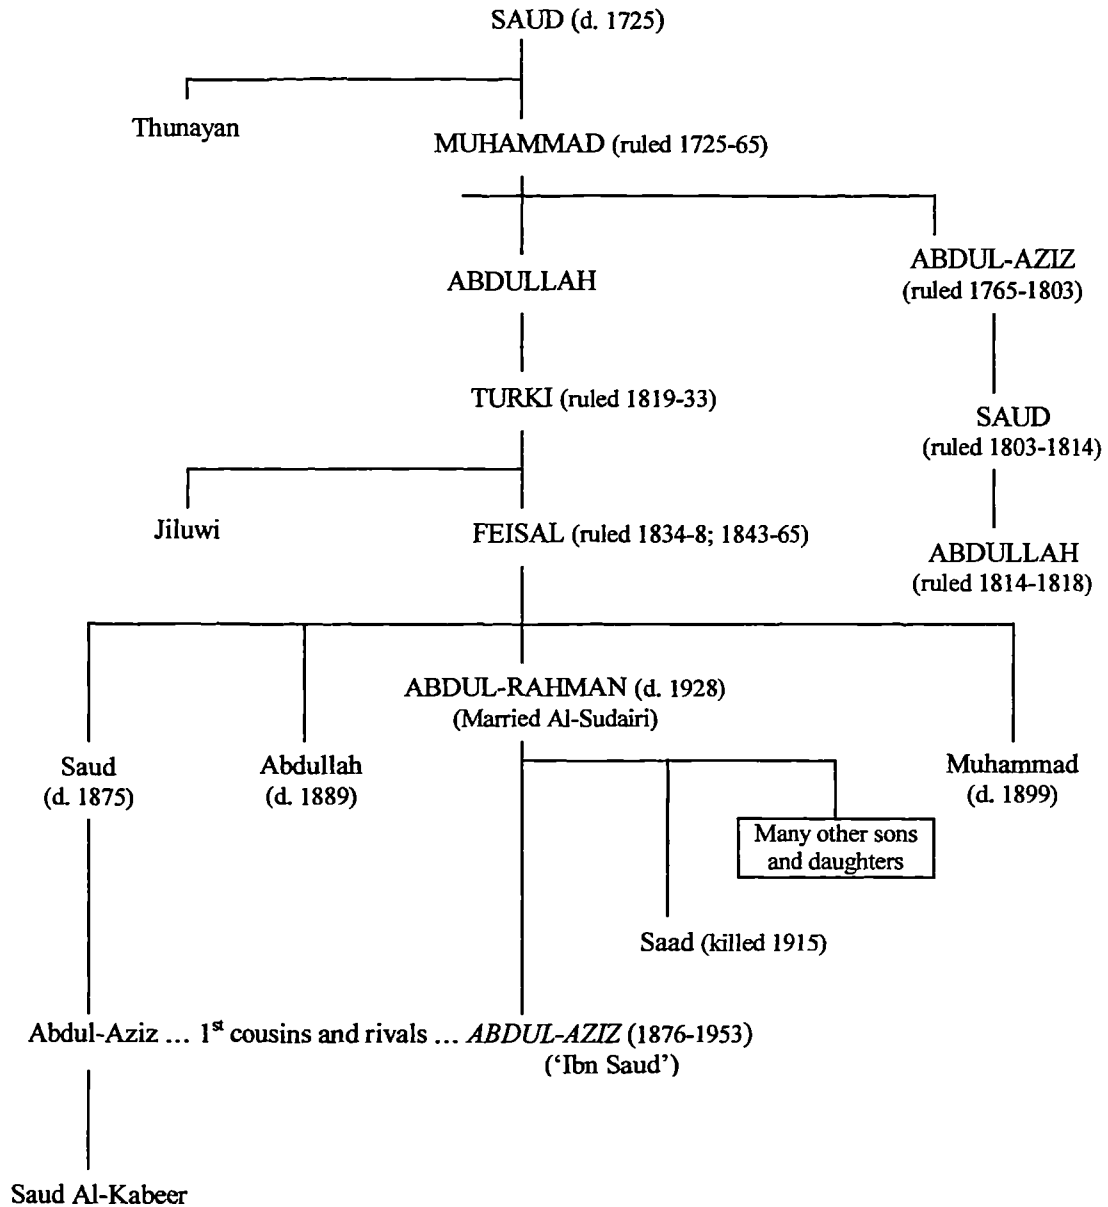 SAUD (d. 1725)
Thunayan
MUHAMMAD (ruled 1725-65)
ABDULLAH
ABDUL-AZIZ
(ruled 1765-1803)
TURKI (ruled 1819-33)
SAUD
(ruled 1803-1814)
Jiluwi
FEISAL (ruled 1834-8; 1843-65)
ABDULLAH
(ruled 1814-1818)
ABDUL-RAHMAN (d. 1928)
(Married Al-Sudairi)
Saud
(d. 1875)
Abdullah
(d. 1889)
Muhammad
(d. 1899)
Many other sons
and daughters
Saad (killed 1915)
Abdul-Aziz ... 1st cousins and rivals ... ABDUL-AZIZ (1876-1953)
(‘Ibn Saud’)
Saud Al-Kabeer